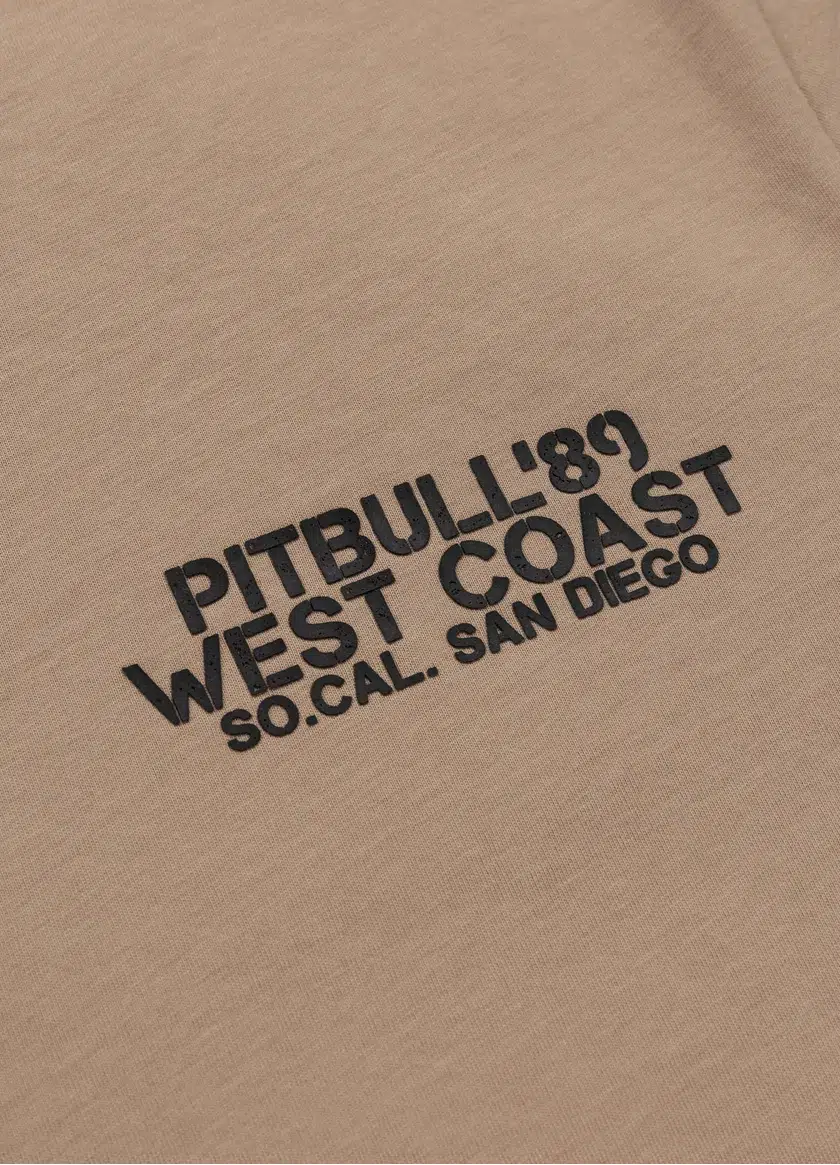 PITBULL'89
WEST COAST
SO.CAL. SAN DIEGO